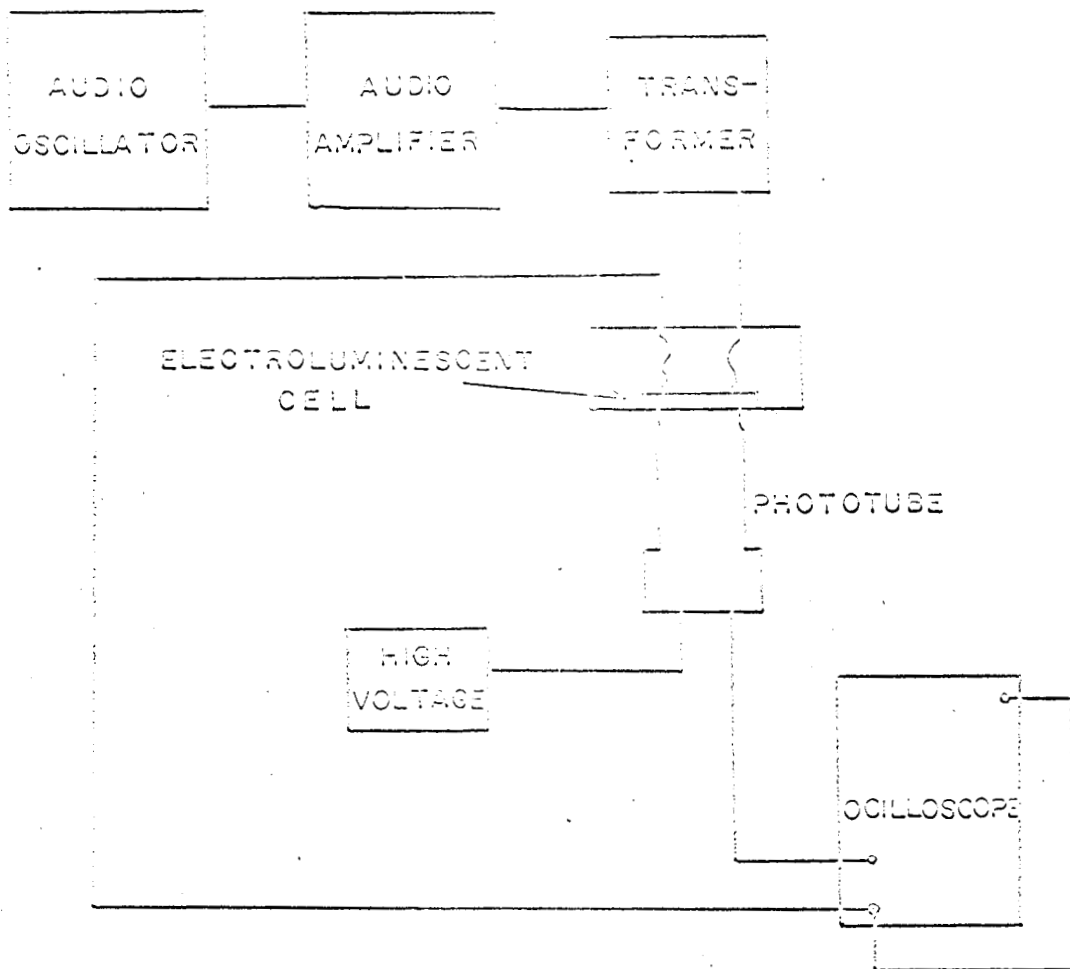 AUDIO
OSCILLATOR
AUDIO
AMPLIFIER
TRANS-
FORMER
ELECTROLUMINESCENT
CELL
PHOTOTUBE
HIGH
VOLTAGE
OCILLOSCOPE